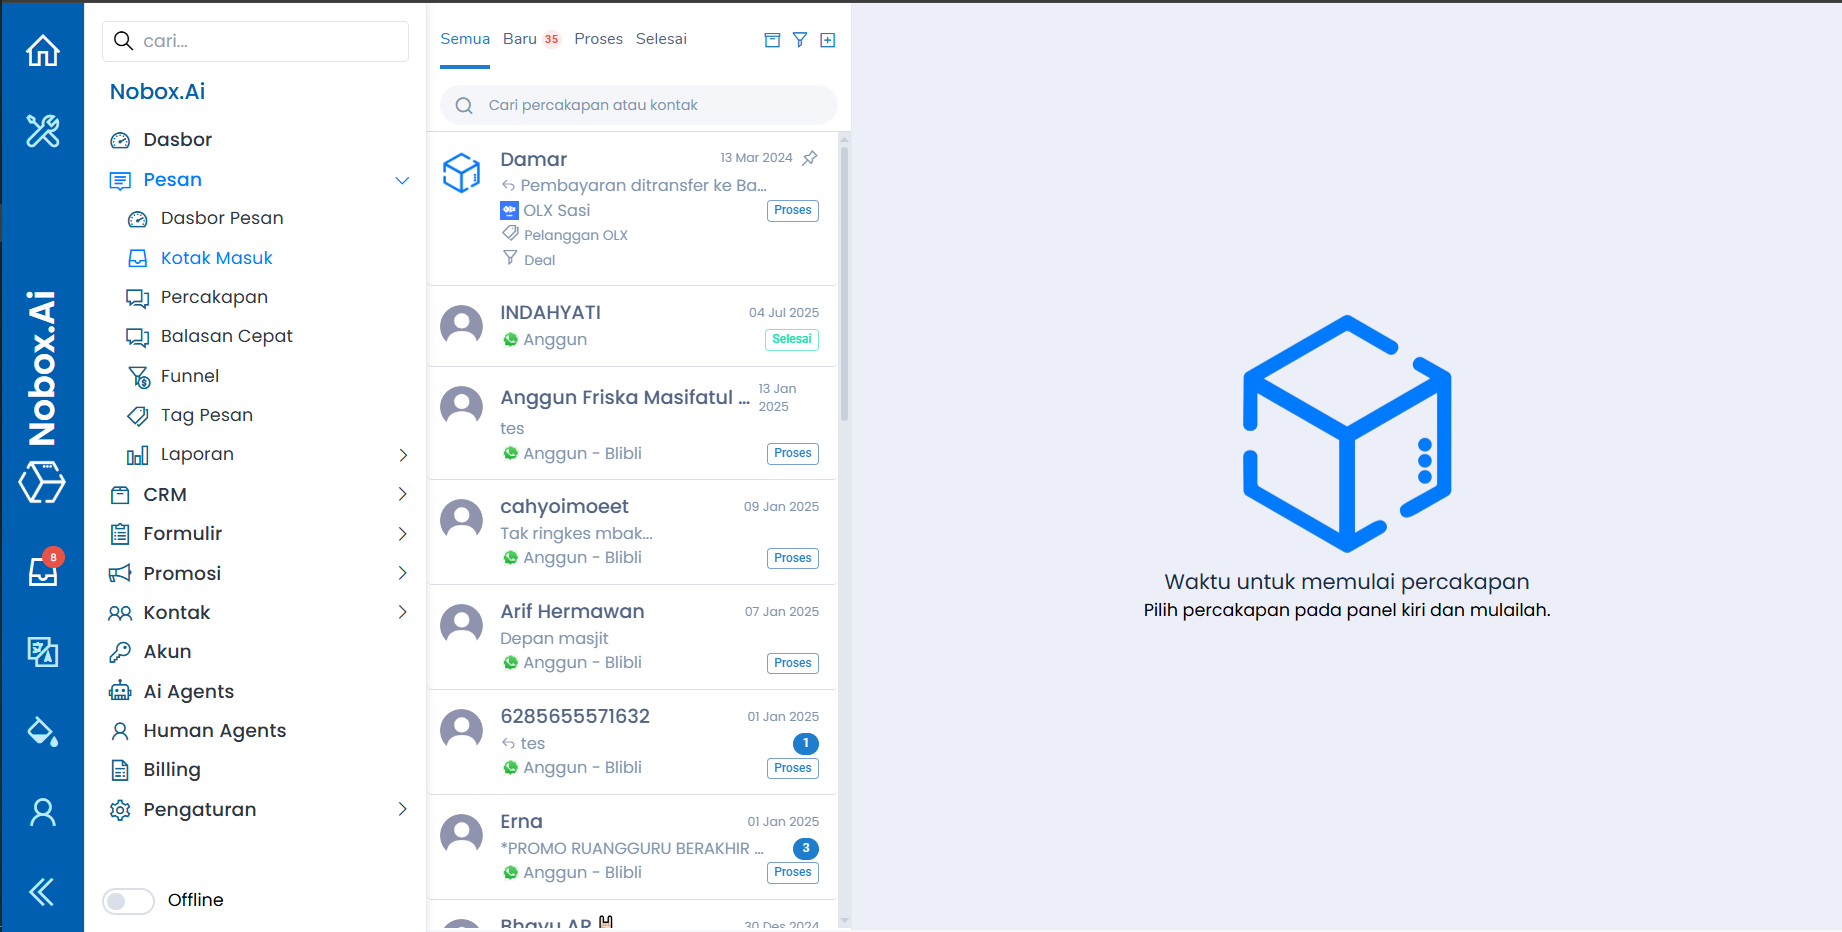 Nobox.Ai
8
cari...
Nobox.Ai
Dasbor
Pesan
Dasbor Pesan
Kotak Masuk
Percakapan
Balasan Cepat
Funnel
Tag Pesan
Laporan
CRM
Formulir
Promosi
Kontak
Akun
Ai Agents
Human Agents
Billing
Pengaturan
Offline
Semua Baru 35 Proses Selesai
Cari percakapan atau kontak
Damar 13 Mar 2024
Pembayaran ditransfer ke Ba...
OLX Sasi Proses
Pelanggan OLX
Deal
INDAHYATI 04 Jul 2025
Anggun Selesai
Anggun Friska Masifatul ... 13 Jan 2025
tes
Anggun - Blibli Proses
cahyoimoeet 09 Jan 2025
Tak ringkes mbak...
Anggun - Blibli Proses
Arif Hermawan 07 Jan 2025
Depan masjit
Anggun - Blibli Proses
6285655571632 01 Jan 2025
tes 1
Anggun - Blibli Proses
Erna 01 Jan 2025
*PROMO RUANGGURU BERAKHIR ... 3
Anggun - Blibli Proses
Bhayu AR 🤘 30 Des 2024
Waktu untuk memulai percakapan
Pilih percakapan pada panel kiri dan mulailah.